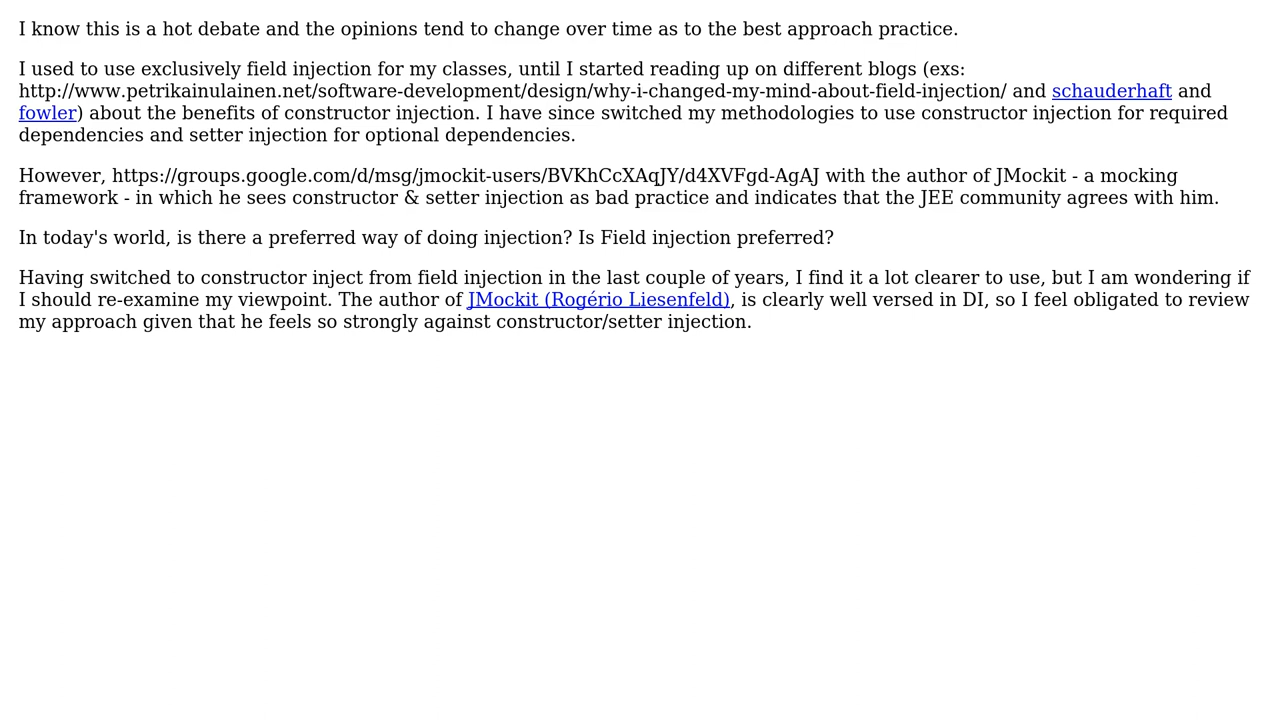 I know this is a hot debate and the opinions tend to change over time as to the best approach practice.
I used to use exclusively field injection for my classes, until I started reading up on different blogs (exs:
http://www.petrikainulainen.net/software-development/design/why-i-changed-my-mind-about-field-injection/ and schauderhaft and
fowler) about the benefits of constructor injection. I have since switched my methodologies to use constructor injection for required
dependencies and setter injection for optional dependencies.
However, https://groups.google.com/d/msg/jmockit-users/BVKhCcXAqJY/d4XVFgd-AgAJ with the author of JMockit - a mocking
framework - in which he sees constructor & setter injection as bad practice and indicates that the JEE community agrees with him.
In today's world, is there a preferred way of doing injection? Is Field injection preferred?
Having switched to constructor inject from field injection in the last couple of years, I find it a lot clearer to use, but I am wondering if
I should re-examine my viewpoint. The author of JMockit (Rogério Liesenfeld), is clearly well versed in DI, so I feel obligated to review
my approach given that he feels so strongly against constructor/setter injection.